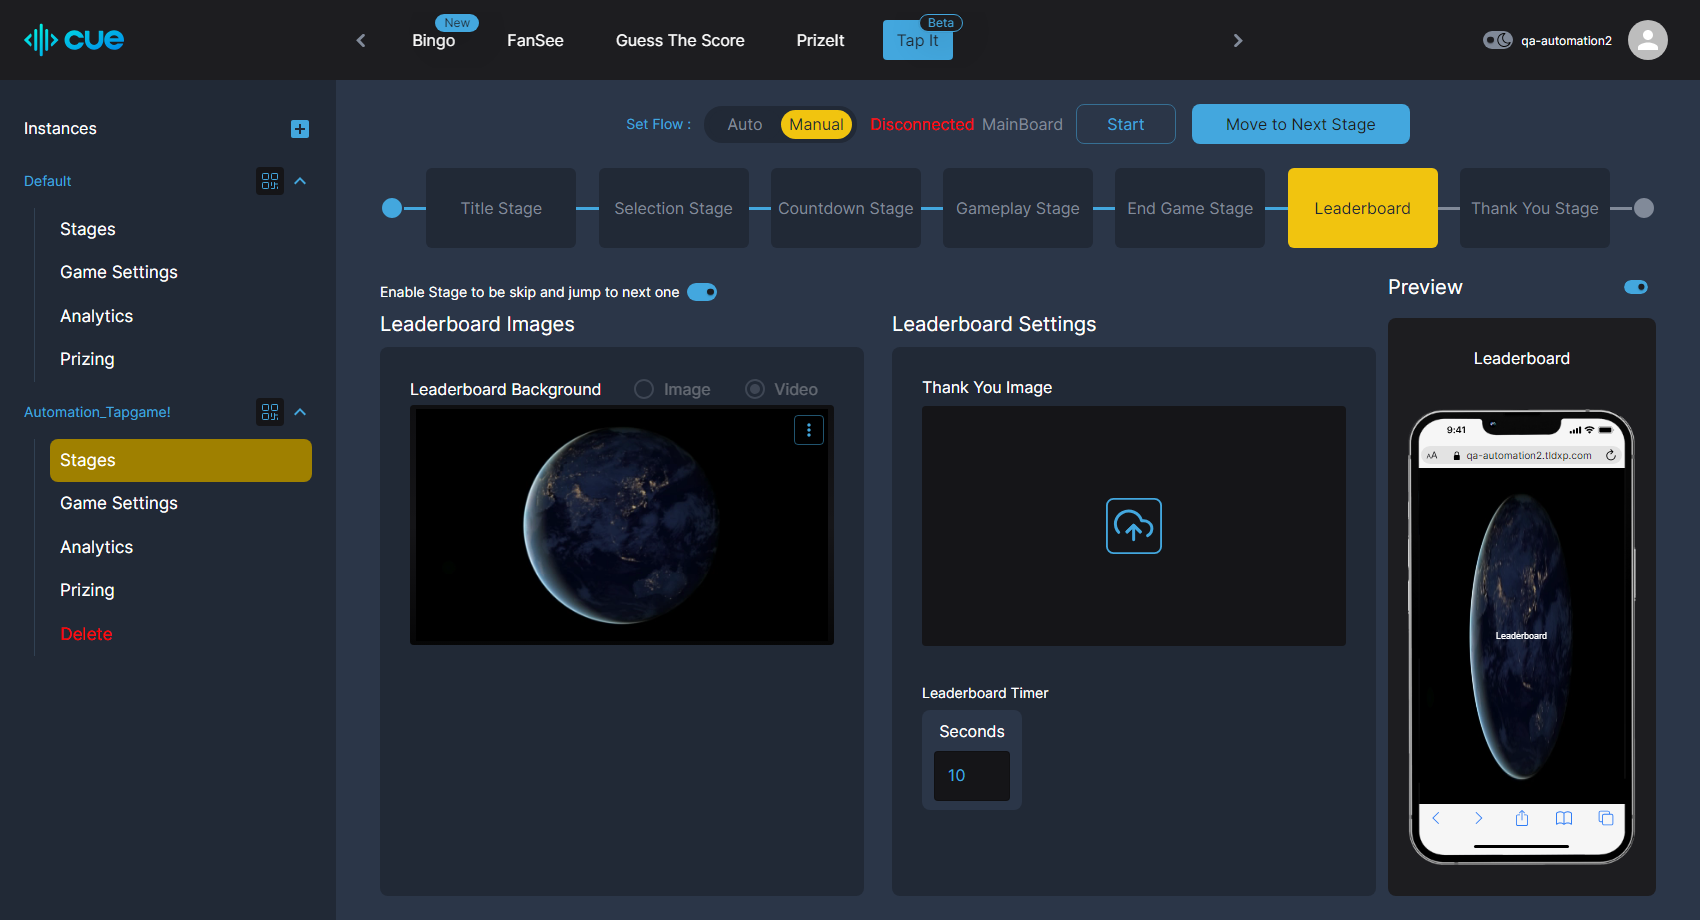 cue
New
Bingo
FanSee
Guess The Score
PrizeIt
Beta
Tap It
qa-automation2
Instances
Default
Stages
Game Settings
Analytics
Prizing
Automation_Tapgame!
Stages
Game Settings
Analytics
Prizing
Delete
Set Flow :
Auto
Manual
Disconnected MainBoard
Start
Move to Next Stage
Title Stage
Selection Stage
Countdown Stage
Gameplay Stage
End Game Stage
Leaderboard
Thank You Stage
Enable Stage to be skip and jump to next one
Leaderboard Images
Leaderboard Background
Image
Video
Leaderboard Settings
Thank You Image
Leaderboard Timer
Seconds
10
Preview
Leaderboard
9:41
AA
qa-automation2.tldxp.com
Leaderboard